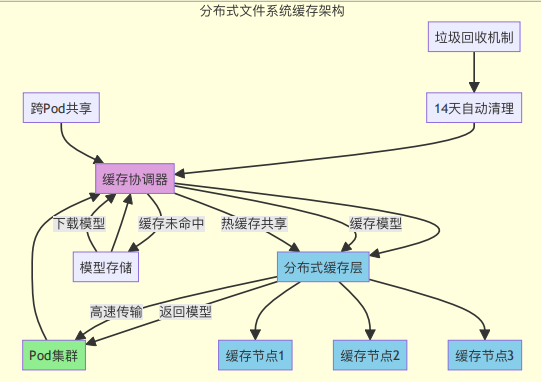 分布式文件系统缓存架构
垃圾回收机制
跨Pod共享
14天自动清理
缓存协调器
下载模型
缓存未命中
热缓存共享
缓存模型
模型存储
分布式缓存层
高速传输
返回模型
Pod集群
缓存节点1
缓存节点2
缓存节点3